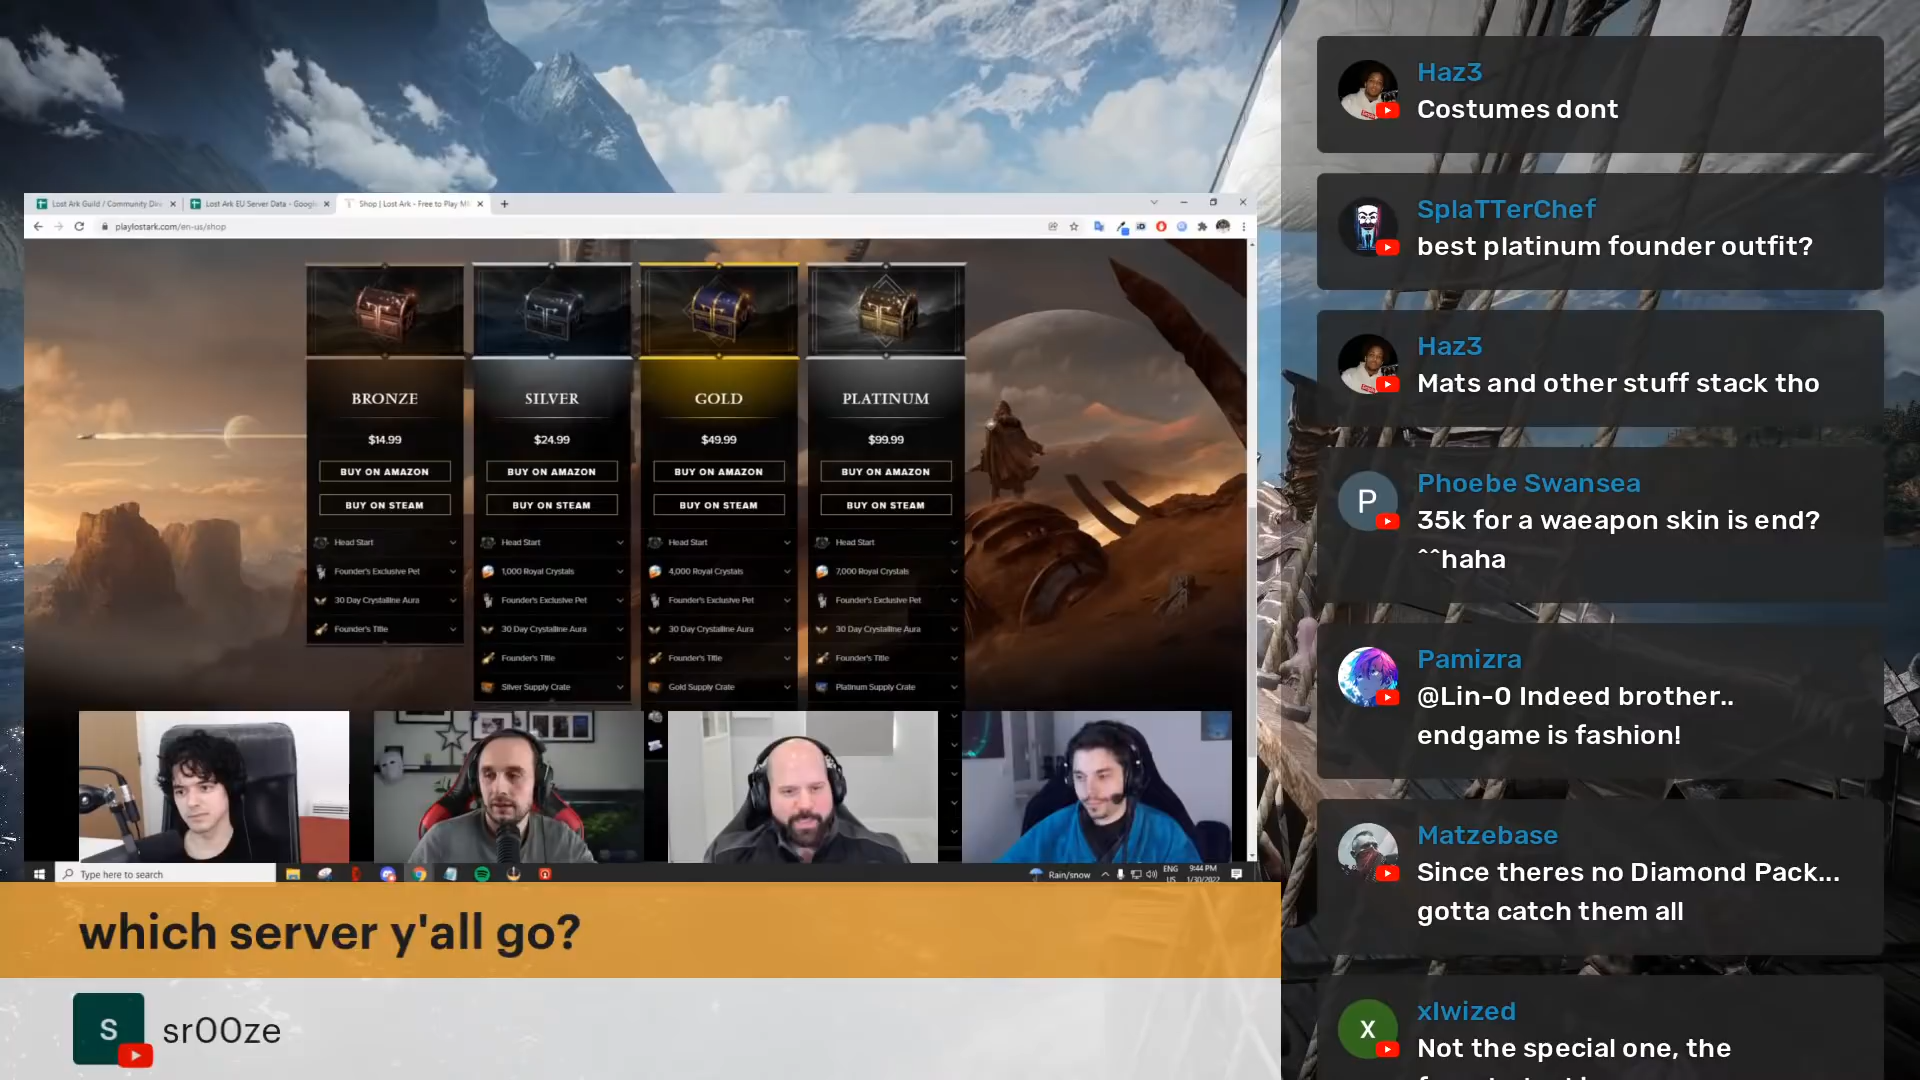 Lost Ark Guild / Community Dis
Lost Ark EU Server Data - Google
Shop | Lost Ark - Free to Play M
playlostark.com/en-us/shop
BRONZE
$14.99
BUY ON AMAZON
BUY ON STEAM
Head Start
Founder's Exclusive Pet
30 Day Crystalline Aura
Founder's Title
SILVER
$24.99
BUY ON AMAZON
BUY ON STEAM
Head Start
1,000 Royal Crystals
Founder's Exclusive Pet
30 Day Crystalline Aura
Founder's Title
Silver Supply Crate
GOLD
$49.99
BUY ON AMAZON
BUY ON STEAM
Head Start
4,000 Royal Crystals
Founder's Exclusive Pet
30 Day Crystalline Aura
Founder's Title
Gold Supply Crate
PLATINUM
$99.99
BUY ON AMAZON
BUY ON STEAM
Head Start
7,000 Royal Crystals
Founder's Exclusive Pet
30 Day Crystalline Aura
Founder's Title
Platinum Supply Crate
Type here to search
Rain/snow
ENG
US
9:44 PM
1/30/2022
which server y'all go?
S
sr00ze
Haz3
Costumes dont
SplaTTerChef
best platinum founder outfit?
Haz3
Mats and other stuff stack tho
P
Phoebe Swansea
35k for a waeapon skin is end?
^^haha
Pamizra
@Lin-0 Indeed brother..
endgame is fashion!
Matzebase
Since theres no Diamond Pack...
gotta catch them all
X
xlwized
Not the special one, the